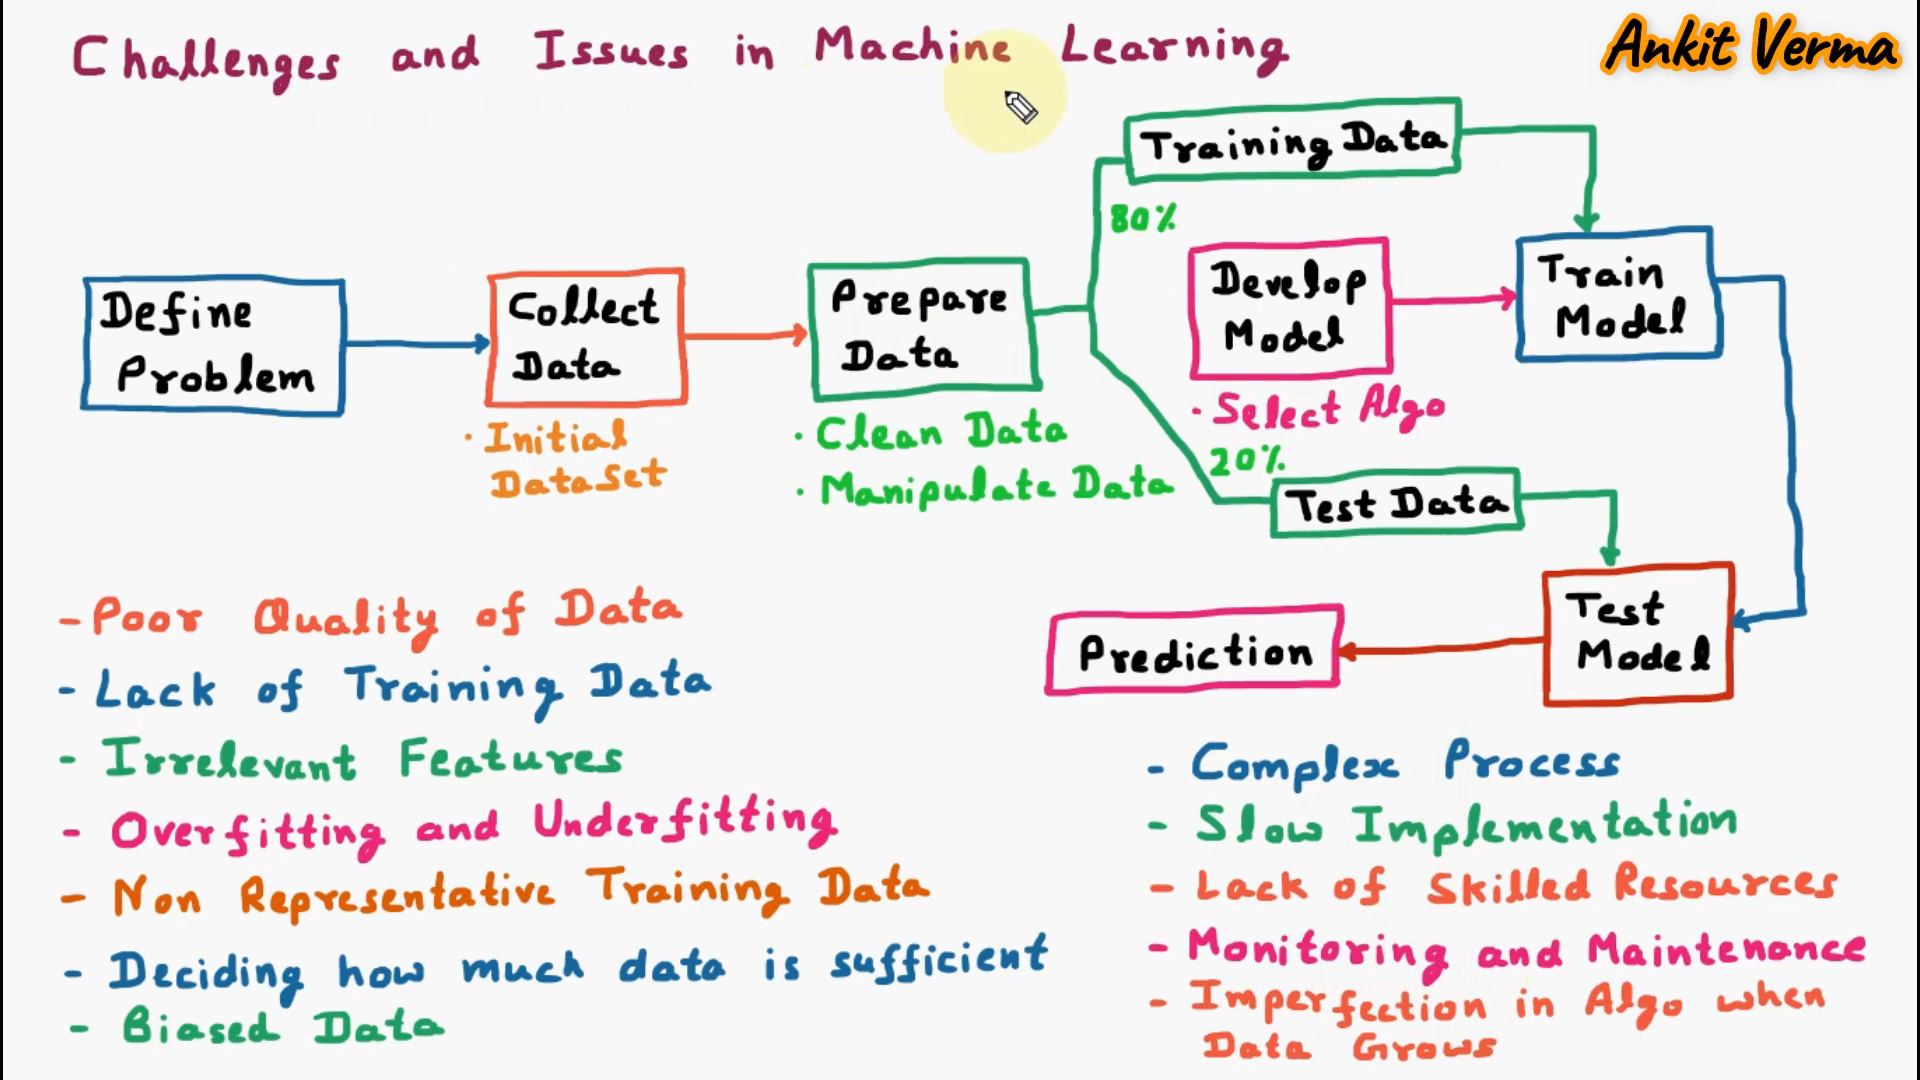 Challenges and Issues in Machine Learning
Ankit Verma
Training Data
80%
Define
Problem
Collect
Data
Prepare
Data
Develop
Model
Train
Model
· Initial
DataSet
· Clean Data
· Manipulate Data
· Select Algo
20%
Test Data
Test
Model
Prediction
- Poor Quality of Data
- Lack of Training Data
- Irrelevant Features
- Overfitting and Underfitting
- Non Representative Training Data
- Deciding how much data is sufficient
- Biased Data
- Complex Process
- Slow Implementation
- Lack of Skilled Resources
- Monitoring and Maintenance
- Imperfection in Algo when
Data Grows